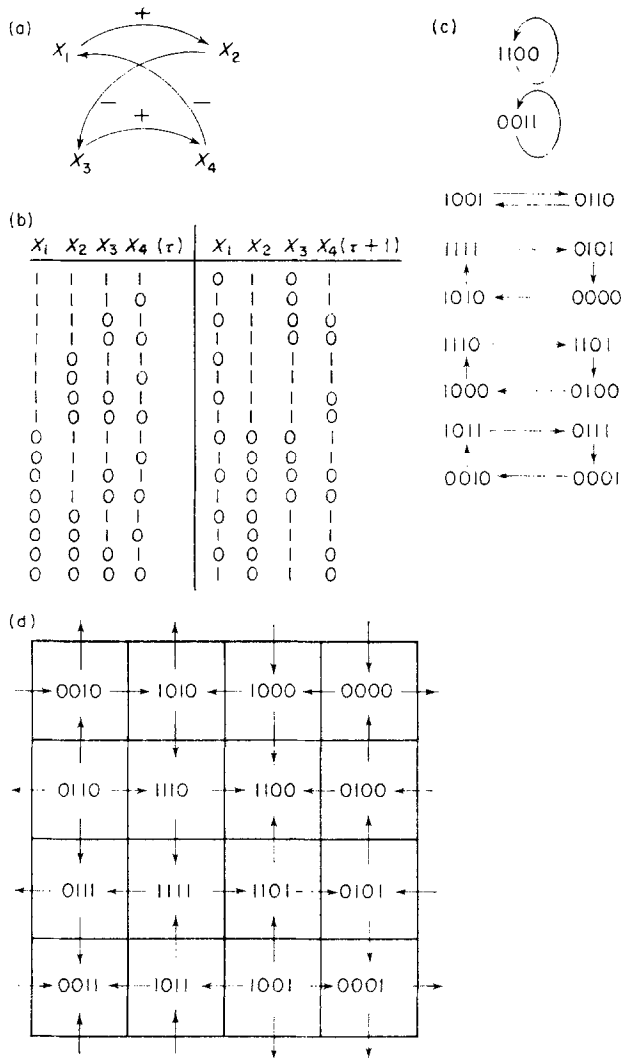 (a)
+
X1 X2
− −
+
X3 X4
(b)
X1 X2 X3 X4 (τ) X1 X2 X3 X4 (τ + 1)
1 1 1 1 0 1 0 1
1 1 1 0 1 1 0 1
1 1 0 1 0 1 0 0
1 1 0 0 1 1 0 0
1 0 1 1 0 1 1 1
1 0 1 0 1 1 1 1
1 0 0 1 0 1 1 0
1 0 0 0 1 1 1 0
0 1 1 1 0 0 0 1
0 1 1 0 1 0 0 1
0 1 0 1 0 0 0 0
0 1 0 0 1 0 0 0
0 0 1 1 0 0 1 1
0 0 1 0 1 0 1 1
0 0 0 1 0 0 1 0
0 0 0 0 1 0 1 0
(c)
1100
0011
1001 0110
1111 0101
1010 0000
1110 1101
1000 0100
1011 0111
0010 0001
(d)
0010 1010 1000 0000
0110 1110 1100 0100
0111 1111 1101 0101
0011 1011 1001 0001